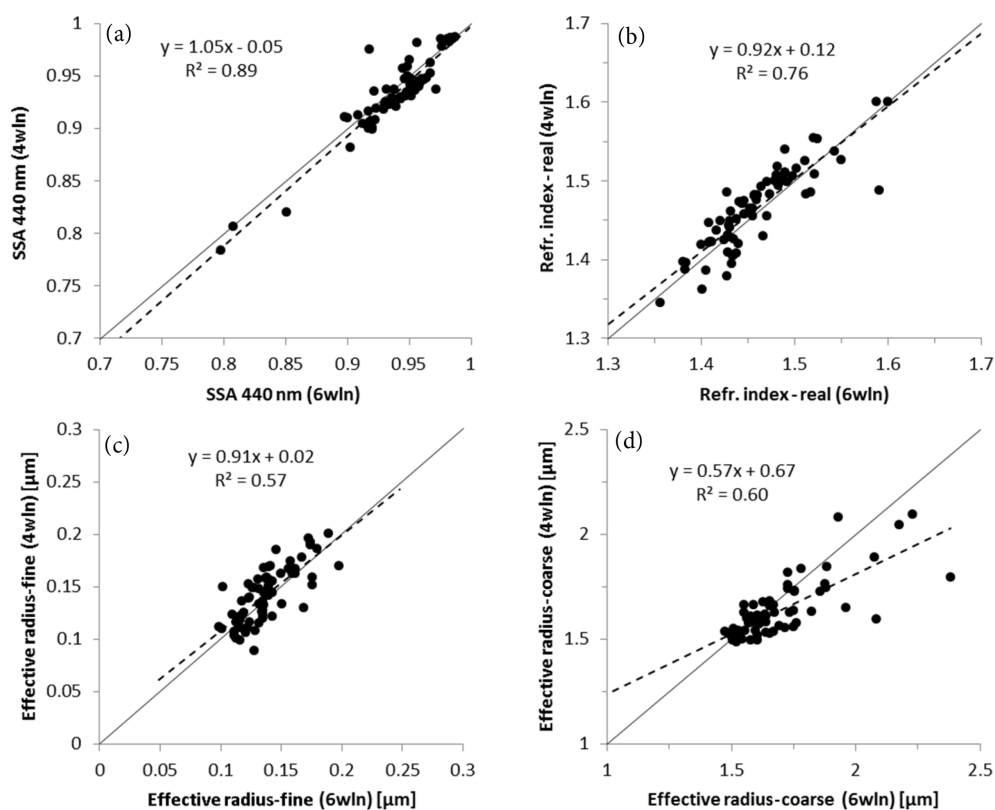 (a)
y = 1.05x - 0.05
R² = 0.89
SSA 440 nm (4wln)
1
0.95
0.9
0.85
0.8
0.75
0.7
0.7
0.75
0.8
0.85
0.9
0.95
1
SSA 440 nm (6wln)
(b)
y = 0.92x + 0.12
R² = 0.76
Refr. index - real (4wln)
1.7
1.6
1.5
1.4
1.3
1.3
1.4
1.5
1.6
1.7
Refr. index - real (6wln)
(c)
y = 0.91x + 0.02
R² = 0.57
Effective radius-fine (4wln) [µm]
0.3
0.25
0.2
0.15
0.1
0.05
0
0
0.05
0.1
0.15
0.2
0.25
0.3
Effective radius-fine (6wln) [µm]
(d)
y = 0.57x + 0.67
R² = 0.60
Effective radius-coarse (4wln) [µm]
2.5
2
1.5
1
1
1.5
2
2.5
Effective radius-coarse (6wln) [µm]